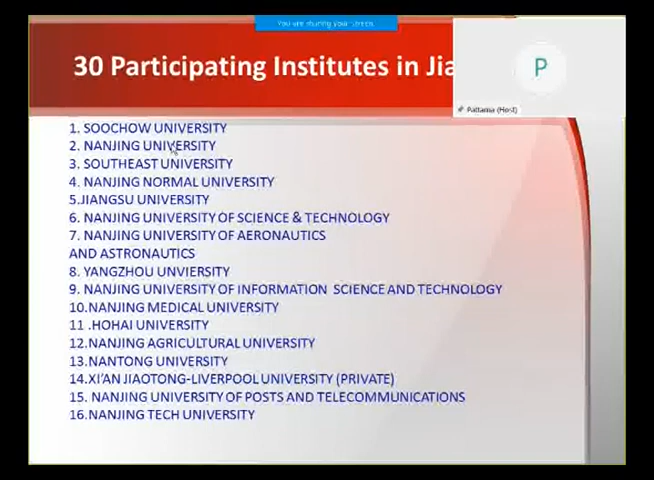 You are sharing your screen
30 Participating Institutes in Jia
P
Pattama (Host)
1. SOOCHOW UNIVERSITY
2. NANJING UNIVERSITY
3. SOUTHEAST UNIVERSITY
4. NANJING NORMAL UNIVERSITY
5.JIANGSU UNIVERSITY
6. NANJING UNIVERSITY OF SCIENCE & TECHNOLOGY
7. NANJING UNIVERSITY OF AERONAUTICS
AND ASTRONAUTICS
8. YANGZHOU UNVIERSITY
9. NANJING UNIVERSITY OF INFORMATION SCIENCE AND TECHNOLOGY
10.NANJING MEDICAL UNIVERSITY
11 .HOHAI UNIVERSITY
12.NANJING AGRICULTURAL UNIVERSITY
13.NANTONG UNIVERSITY
14.XI'AN JIAOTONG-LIVERPOOL UNIVERSITY (PRIVATE)
15. NANJING UNIVERSITY OF POSTS AND TELECOMMUNICATIONS
16.NANJING TECH UNIVERSITY